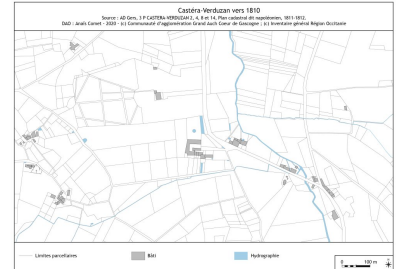 Castéra-Verduzan vers 1810
Source : AD Gers, 3 P CASTERA-VERDUZAN 2, 4, 8 et 14. Plan cadastral dit napoléonien, 1811-1812.
DAO : Anaïs Comet - 2020 - (c) Communauté d'agglomération Grand Auch Coeur de Gascogne ; (c) Inventaire général Région Occitanie
Limites parcellaires
Bâti
Hydrographie
0 100 m